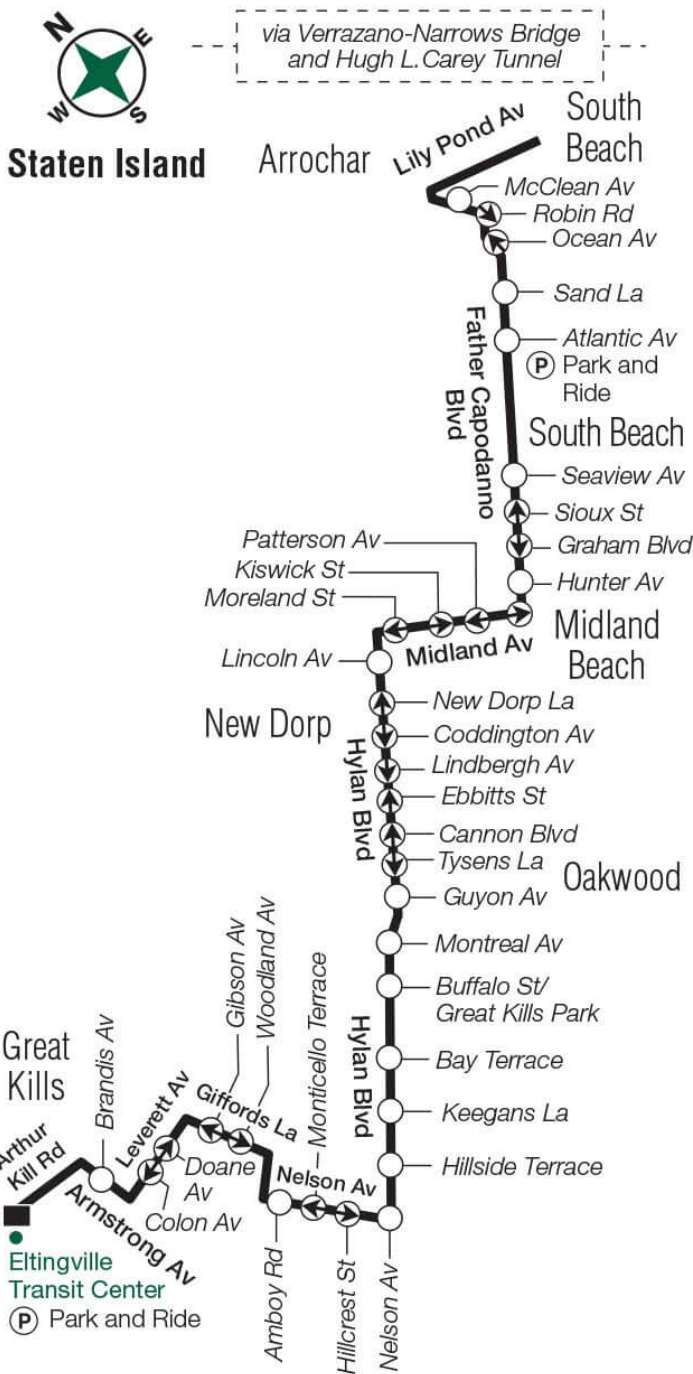 via Verrazano-Narrows Bridge
and Hugh L. Carey Tunnel
N
E
W
S
Staten Island
Arrochar
Lily Pond Av
South
Beach
McClean Av
Robin Rd
Ocean Av
Sand La
Atlantic Av
P Park and
Ride
Father Capodanno
Blvd
South Beach
Seaview Av
Sioux St
Graham Blvd
Hunter Av
Patterson Av
Kiswick St
Moreland St
Midland Av
Midland
Beach
Lincoln Av
New Dorp
New Dorp La
Coddington Av
Lindbergh Av
Ebbitts St
Cannon Blvd
Tysens La
Hylan Blvd
Oakwood
Guyon Av
Montreal Av
Buffalo St/
Great Kills Park
Bay Terrace
Keegans La
Hillside Terrace
Hylan Blvd
Nelson Av
Hillcrest St
Monticello Terrace
Nelson Av
Amboy Rd
Woodland Av
Gibson Av
Giffords La
Leverett Av
Doane
Av
Colon Av
Great
Kills
Brandis Av
Armstrong Av
Arthur
Kill Rd
Eltingville
Transit Center
P Park and Ride